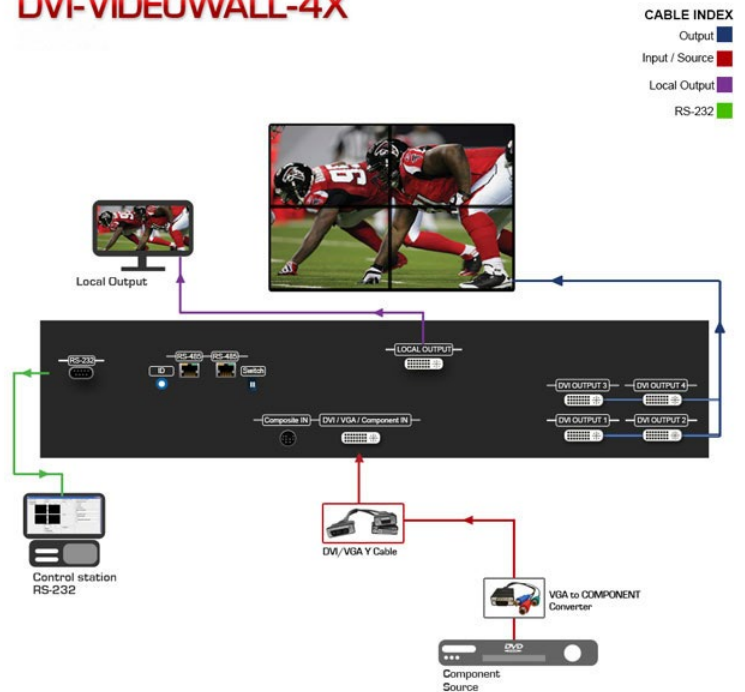 DVI-VIDEOWALL-4X
CABLE INDEX
Output
Input / Source
Local Output
RS-232
Local Output
RS-232
ID
RS-485
RS-485
Switch
LOCAL OUTPUT
DVI OUTPUT 3
DVI OUTPUT 4
Composite IN
DVI / VGA / Component IN
DVI OUTPUT 1
DVI OUTPUT 2
DVI/VGA Y Cable
Control station
RS-232
VGA to COMPONENT
Converter
DVD
Component
Source